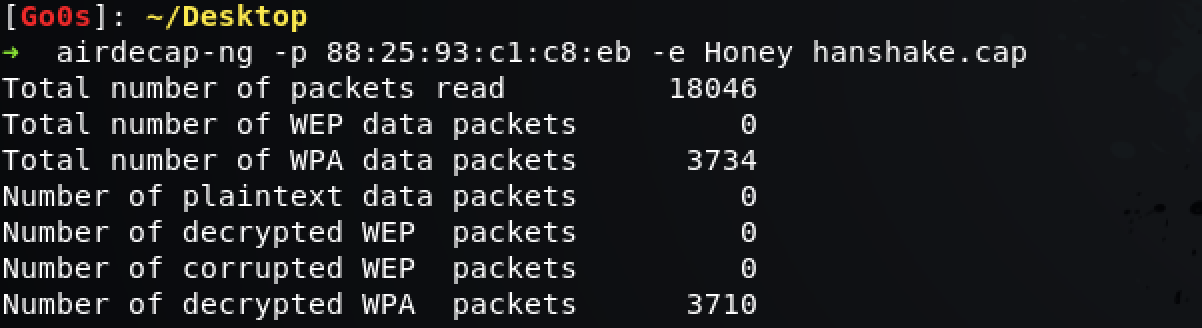 [Go0s]: ~/Desktop
→ airdecap-ng -p 88:25:93:c1:c8:eb -e Honey hanshake.cap
Total number of packets read 18046
Total number of WEP data packets 0
Total number of WPA data packets 3734
Number of plaintext data packets 0
Number of decrypted WEP packets 0
Number of corrupted WEP packets 0
Number of decrypted WPA packets 3710